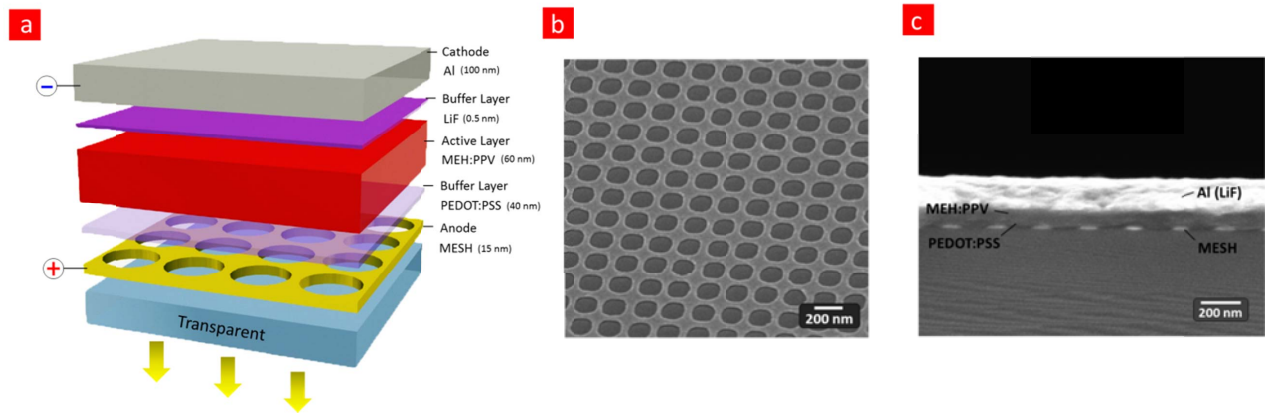 a
Cathode
Al (100 nm)
−
Buffer Layer
LiF (0.5 nm)
Active Layer
MEH:PPV (60 nm)
Buffer Layer
PEDOT:PSS (40 nm)
Anode
MESH (15 nm)
+
Transparent
b
200 nm
c
Al (LiF)
MEH:PPV
PEDOT:PSS
MESH
200 nm